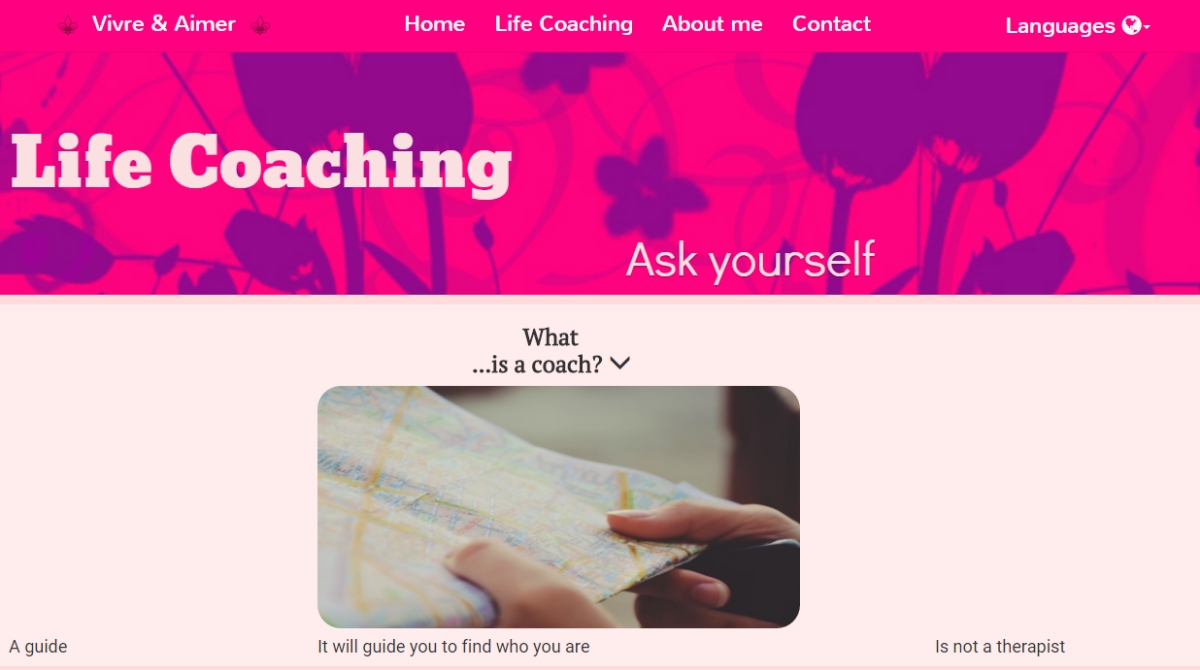 Vivre & Aimer
Home Life Coaching About me Contact
Languages
Life Coaching
Ask yourself
What
...is a coach?
A guide
It will guide you to find who you are
Is not a therapist